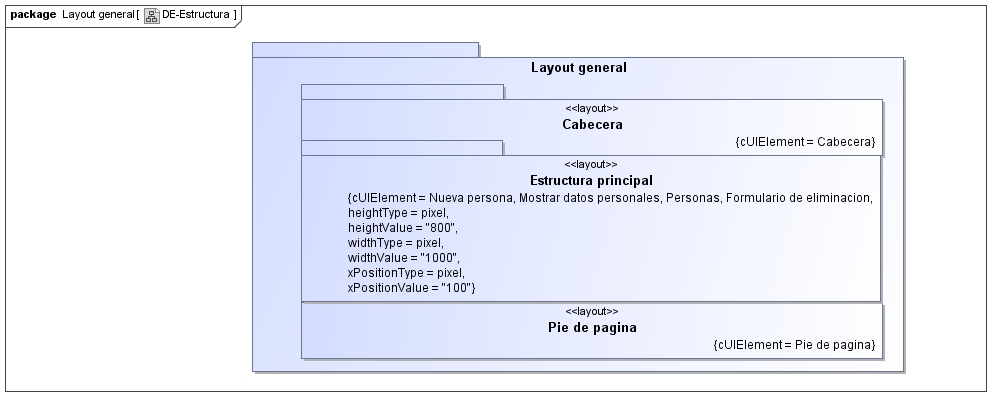 package Layout general[ DE-Estructura ]
Layout general
<<layout>>
Cabecera
{cUIElement = Cabecera}
<<layout>>
Estructura principal
{cUIElement = Nueva persona, Mostrar datos personales, Personas, Formulario de eliminacion,
heightType = pixel,
heightValue = "800",
widthType = pixel,
widthValue = "1000",
xPositionType = pixel,
xPositionValue = "100"}
<<layout>>
Pie de pagina
{cUIElement = Pie de pagina}